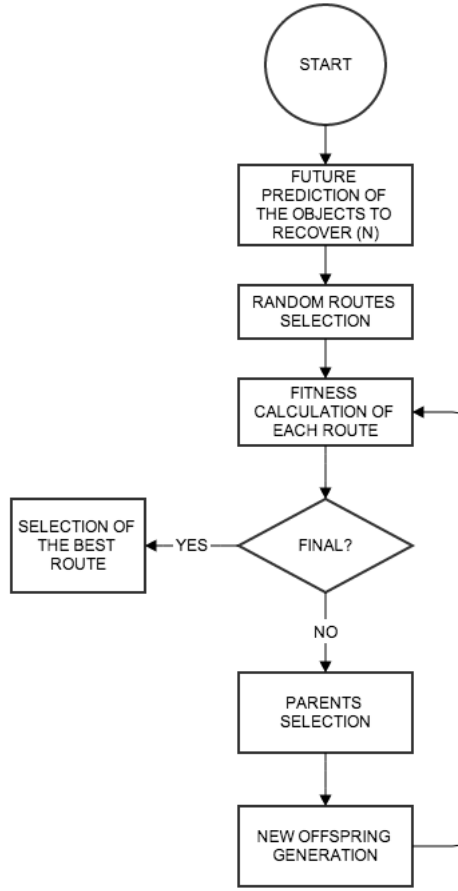 START
FUTURE
PREDICTION OF
THE OBJECTS TO
RECOVER (N)
RANDOM ROUTES
SELECTION
FITNESS
CALCULATION OF
EACH ROUTE
FINAL?
YES
SELECTION OF
THE BEST
ROUTE
NO
PARENTS
SELECTION
NEW OFFSPRING
GENERATION